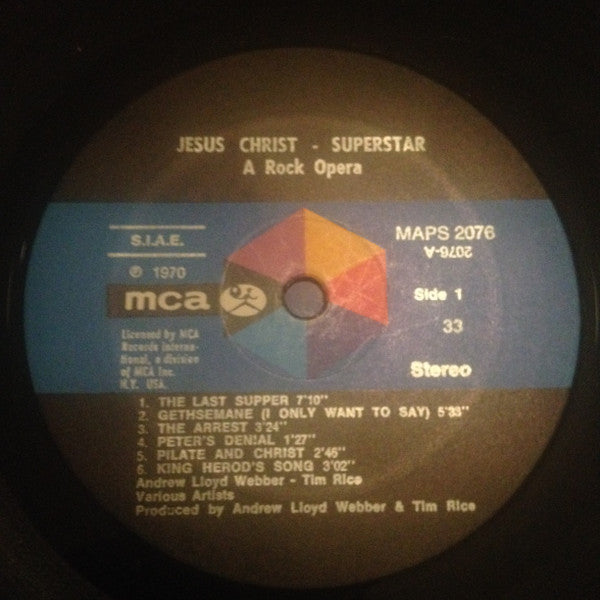 JESUS CHRIST - SUPERSTAR
A Rock Opera
S.I.A.E.
℗ 1970
mca
Licensed by MCA
Records interna-
tional, a division
of MCA Inc.
N.Y. USA.
MAPS 2076
2076-A
Side 1
33
Stereo
1. THE LAST SUPPER 7'10"
2. GETHSEMANE (I ONLY WANT TO SAY) 5'33"
3. THE ARREST 3'24"
4. PETER'S DENIAL 1'27"
5. PILATE AND CHRIST 2'46"
6. KING HEROD'S SONG 3'02"
Andrew Lloyd Webber - Tim Rice
Various Artists
Produced by Andrew Lloyd Webber & Tim Rice